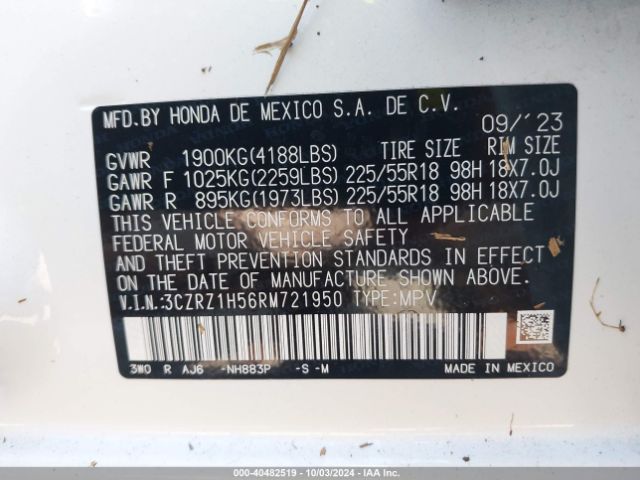 MFD.BY HONDA DE MEXICO S.A. DE C.V.
09/'23
GVWR 1900KG(4188LBS) TIRE SIZE RIM SIZE
GAWR F 1025KG(2259LBS) 225/55R18 98H 18X7.0J
GAWR R 895KG(1973LBS) 225/55R18 98H 18X7.0J
THIS VEHICLE CONFORMS TO ALL APPLICABLE
FEDERAL MOTOR VEHICLE SAFETY
AND THEFT PREVENTION STANDARDS IN EFFECT
ON THE DATE OF MANUFACTURE SHOWN ABOVE.
V.I.N.:3CZRZ1H56RM721950 TYPE:MPV
3W0 R AJ6 -NH883P -S -M
MADE IN MEXICO
000-40482519 - 10/03/2024 - IAA Inc.